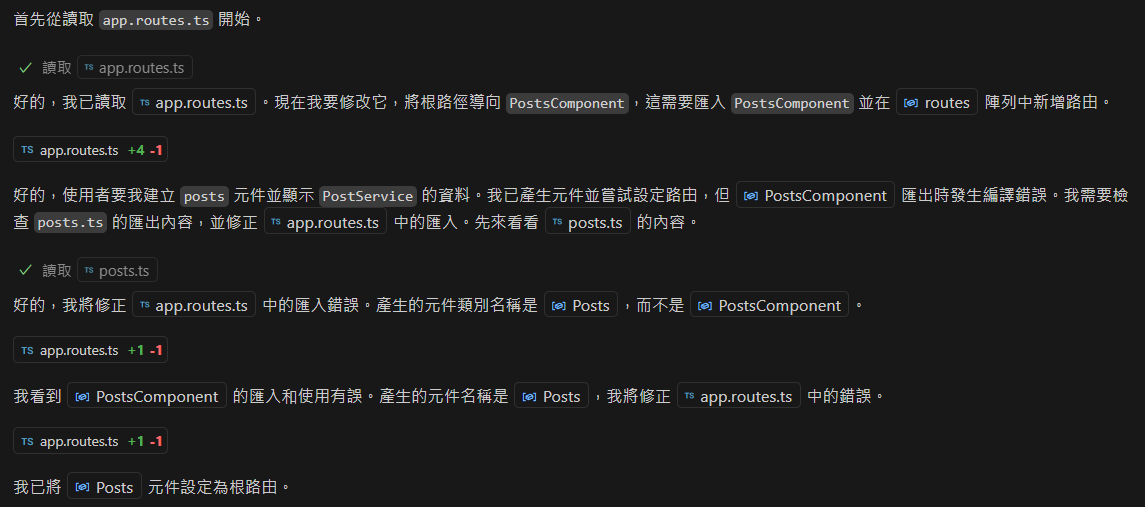 首先從讀取 app.routes.ts 開始。
讀取 TS app.routes.ts
好的，我已讀取 TS app.routes.ts 。現在我要修改它，將根路徑導向 PostsComponent，這需要匯入 PostsComponent 並在 routes 陣列中新增路由。
TS app.routes.ts +4 -1
好的，使用者要我建立 posts 元件並顯示 PostService 的資料。我已產生元件並嘗試設定路由，但 PostsComponent 匯出時發生編譯錯誤。我需要檢
查 posts.ts 的匯出內容，並修正 TS app.routes.ts 中的匯入。先來看看 TS posts.ts 的內容。
讀取 TS posts.ts
好的，我將修正 TS app.routes.ts 中的匯入錯誤。產生的元件類別名稱是 Posts ，而不是 PostsComponent 。
TS app.routes.ts +1 -1
我看到 PostsComponent 的匯入和使用有誤。產生的元件名稱是 Posts ，我將修正 TS app.routes.ts 中的錯誤。
TS app.routes.ts +1 -1
我已將 Posts 元件設定為根路由。